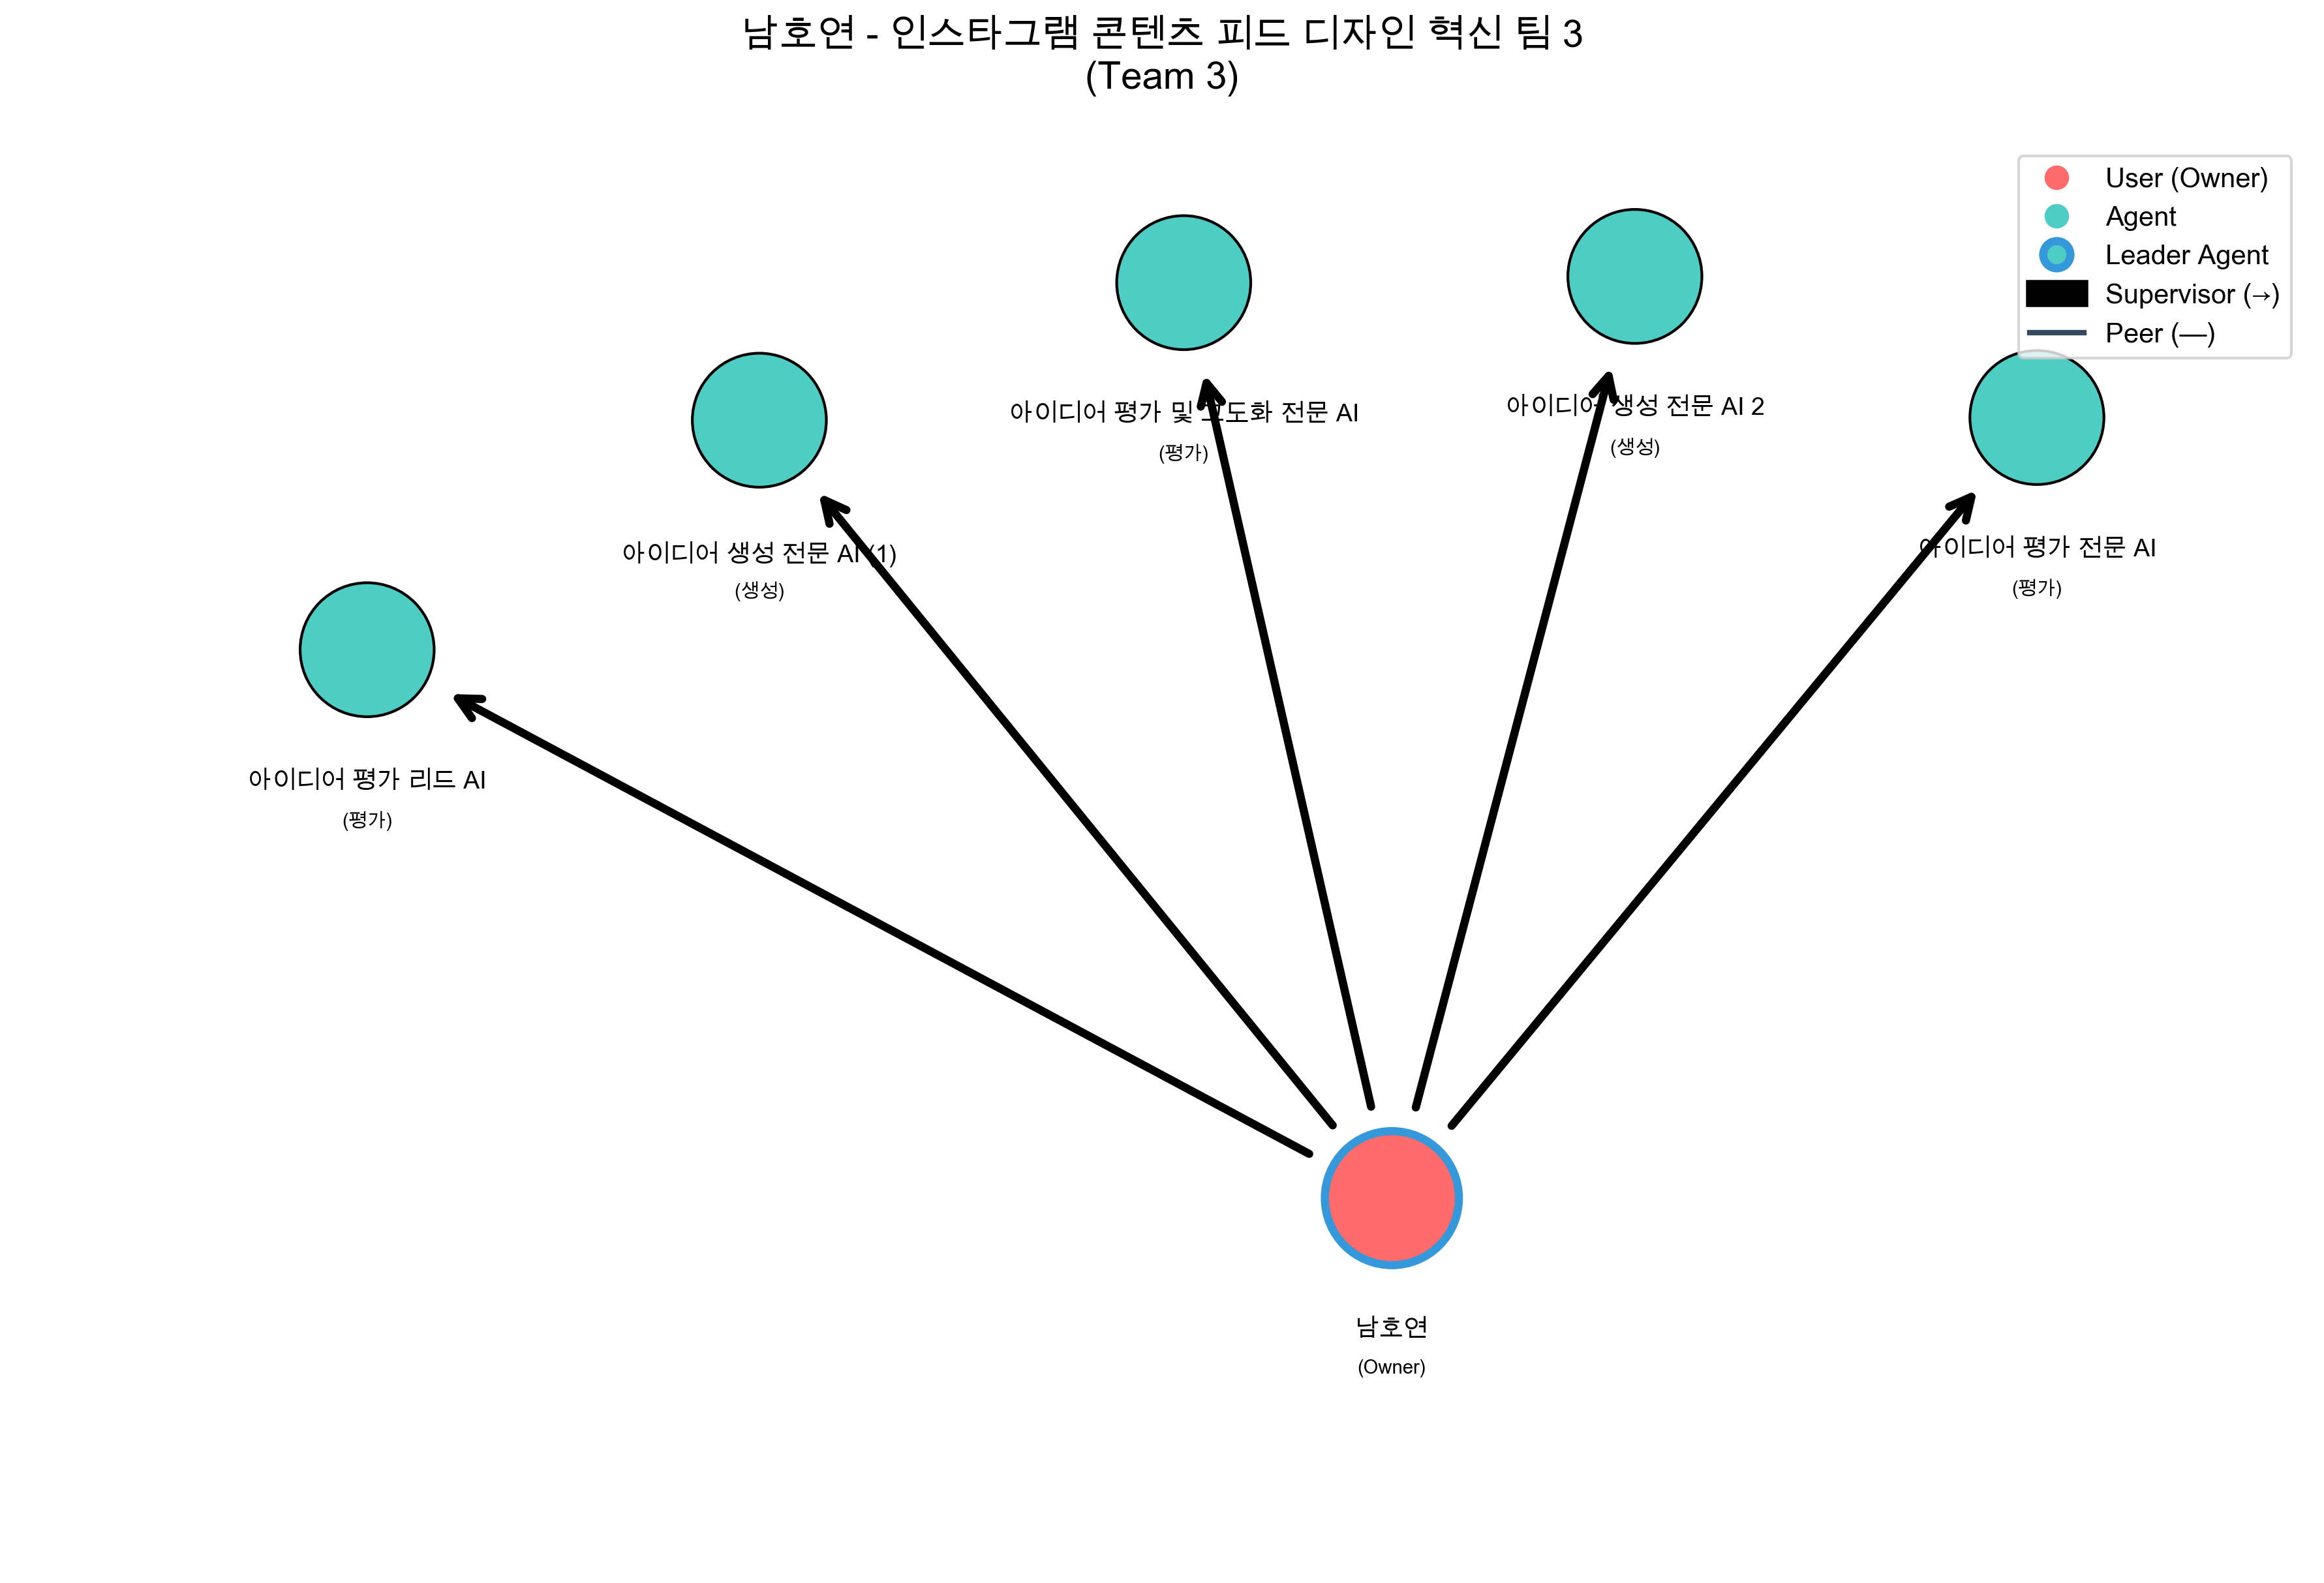 남호연 - 인스타그램 콘텐츠 피드 디자인 혁신 팀 3
(Team 3)
User (Owner)
Agent
Leader Agent
Supervisor (→)
Peer (—)
아이디어 평가 및 고도화 전문 AI
(평가)
아이디어 생성 전문 AI 2
(생성)
아이디어 생성 전문 AI (1)
(생성)
아이디어 평가 전문 AI
(평가)
아이디어 평가 리드 AI
(평가)
남호연
(Owner)